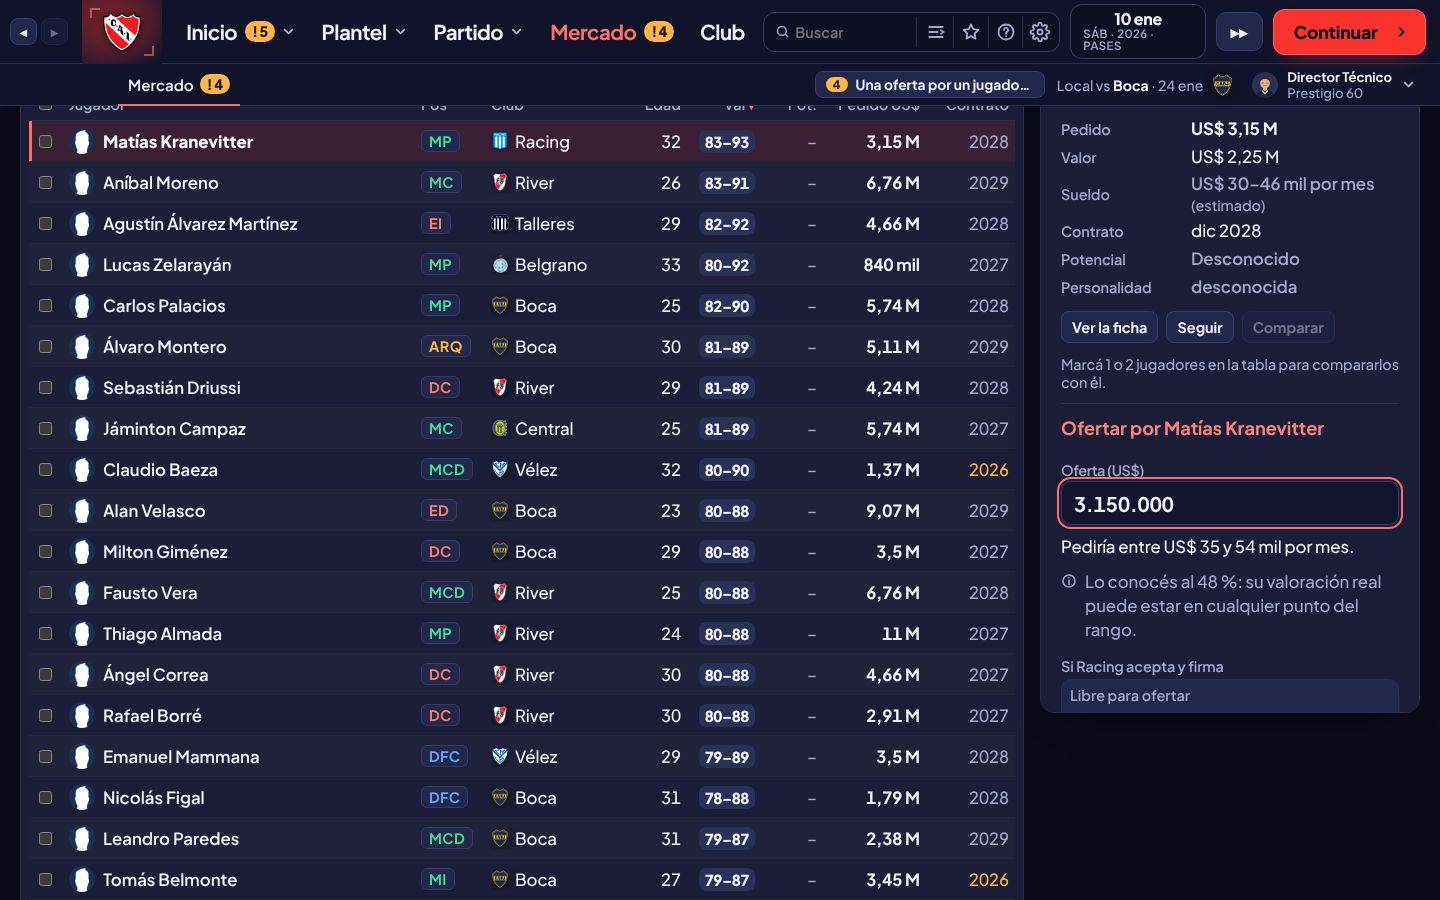 Inicio !5
Plantel
Partido
Mercado !4
Club
Buscar
10 ene
SÁB · 2026 ·
PASES
Continuar
Mercado !4
4 Una oferta por un jugado...
Local vs Boca · 24 ene
Director Técnico
Prestigio 60
Jugador Pos Club Edad Val▾ Pot. Pedido US$ Contrato
Matías Kranevitter MP Racing 32 83–93 – 3,15 M 2028
Aníbal Moreno MC River 26 83–91 – 6,76 M 2029
Agustín Álvarez Martínez EI Talleres 29 82–92 – 4,66 M 2028
Lucas Zelarayán MP Belgrano 33 80–92 – 840 mil 2027
Carlos Palacios MP Boca 25 82–90 – 5,74 M 2028
Álvaro Montero ARQ Boca 30 81–89 – 5,11 M 2029
Sebastián Driussi DC River 29 81–89 – 4,24 M 2028
Jáminton Campaz MC Central 25 81–89 – 5,74 M 2027
Claudio Baeza MCD Vélez 32 80–90 – 1,37 M 2026
Alan Velasco ED Boca 23 80–88 – 9,07 M 2029
Milton Giménez DC Boca 29 80–88 – 3,5 M 2027
Fausto Vera MCD River 25 80–88 – 6,76 M 2028
Thiago Almada MP River 24 80–88 – 11 M 2027
Ángel Correa DC River 30 80–88 – 4,66 M 2027
Rafael Borré DC River 30 80–88 – 2,91 M 2027
Emanuel Mammana DFC Vélez 29 79–89 – 3,5 M 2028
Nicolás Figal DFC Boca 31 78–88 – 1,79 M 2028
Leandro Paredes MCD Boca 31 79–87 – 2,38 M 2029
Tomás Belmonte MI Boca 27 79–87 – 3,45 M 2026
Pedido US$ 3,15 M
Valor US$ 2,25 M
Sueldo US$ 30–46 mil por mes
(estimado)
Contrato dic 2028
Potencial Desconocido
Personalidad desconocida
Ver la ficha Seguir Comparar
Marcá 1 o 2 jugadores en la tabla para compararlos
con él.
Ofertar por Matías Kranevitter
Oferta (US$)
3.150.000
Pediría entre US$ 35 y 54 mil por mes.
Lo conocés al 48 %: su valoración real
puede estar en cualquier punto del
rango.
Si Racing acepta y firma
Libre para ofertar